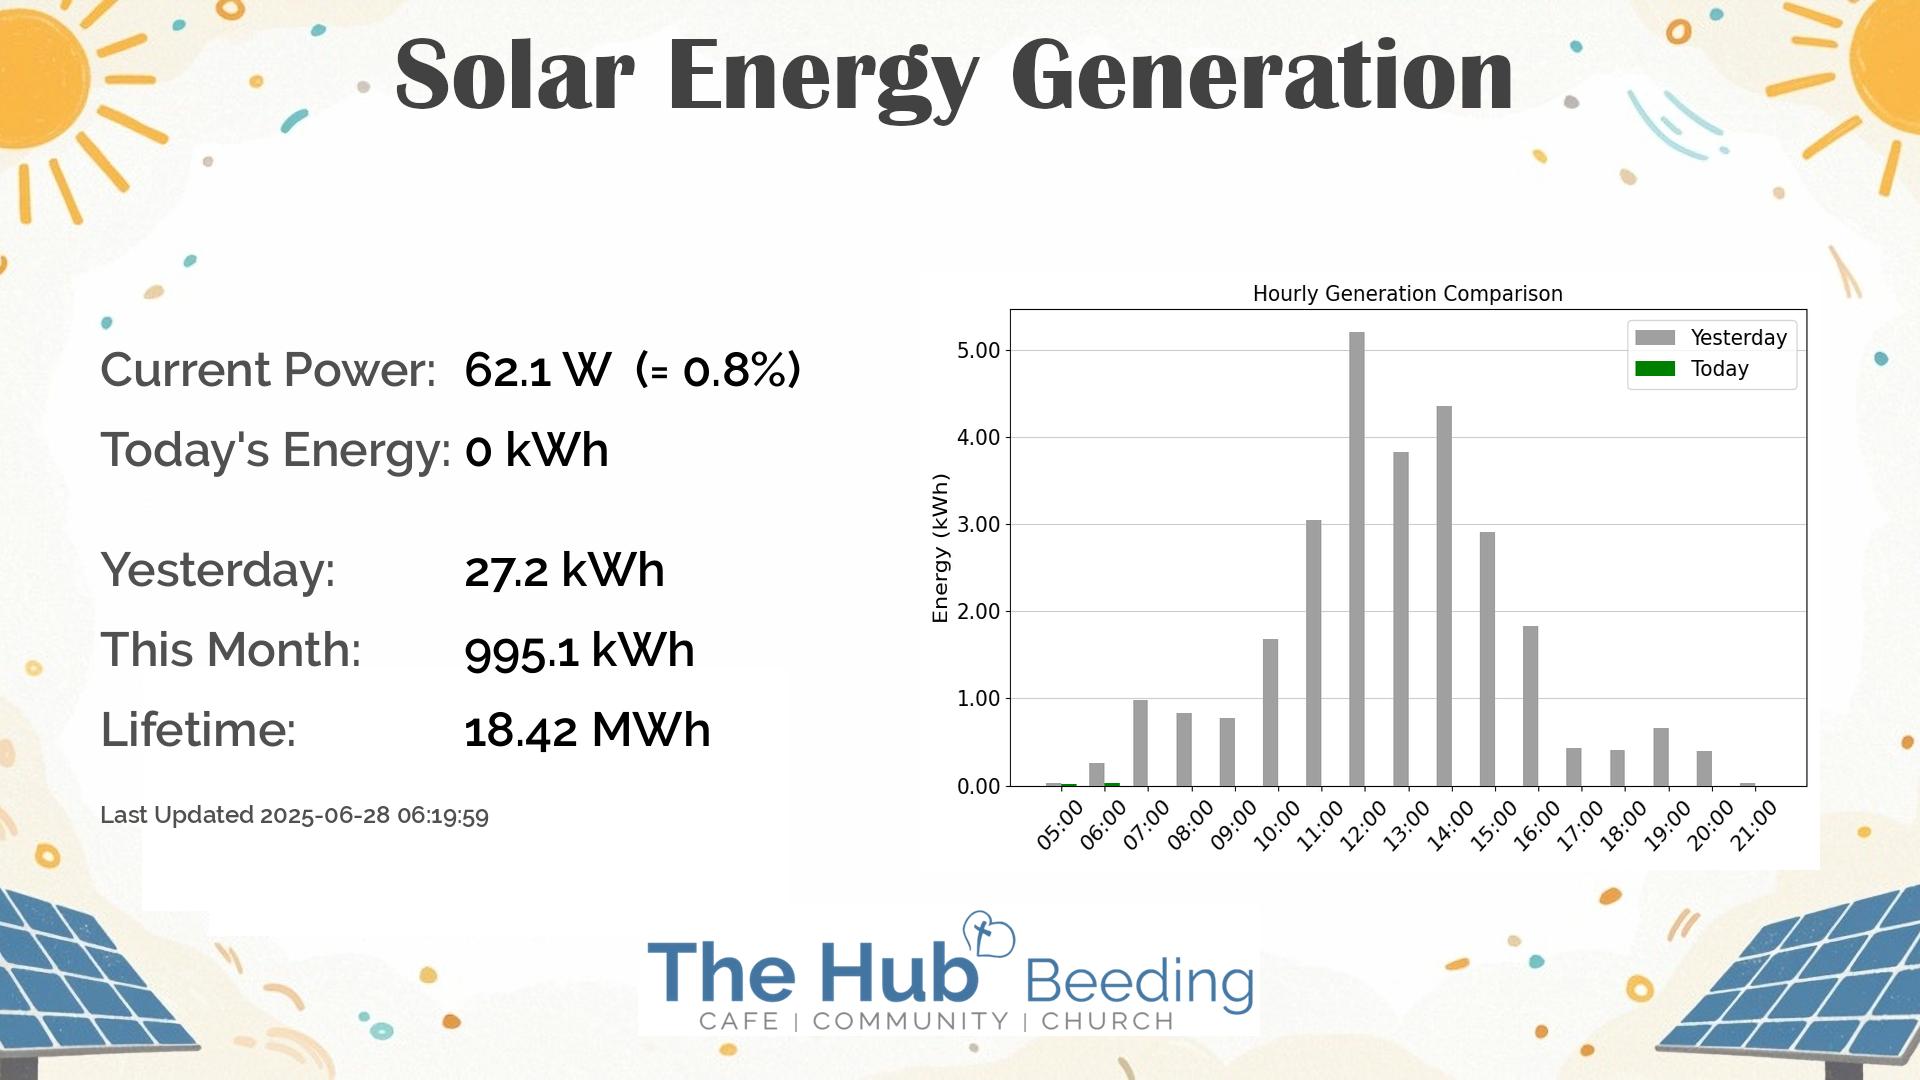 Solar Energy Generation
Current Power: 62.1 W (= 0.8%)
Today's Energy: 0 kWh
Yesterday: 27.2 kWh
This Month: 995.1 kWh
Lifetime: 18.42 MWh
Last Updated 2025-06-28 06:19:59
Hourly Generation Comparison
Yesterday
Today
Energy (kWh)
5.00
4.00
3.00
2.00
1.00
0.00
05:00 06:00 07:00 08:00 09:00 10:00 11:00 12:00 13:00 14:00 15:00 16:00 17:00 18:00 19:00 20:00 21:00
The Hub Beeding
CAFE | COMMUNITY | CHURCH